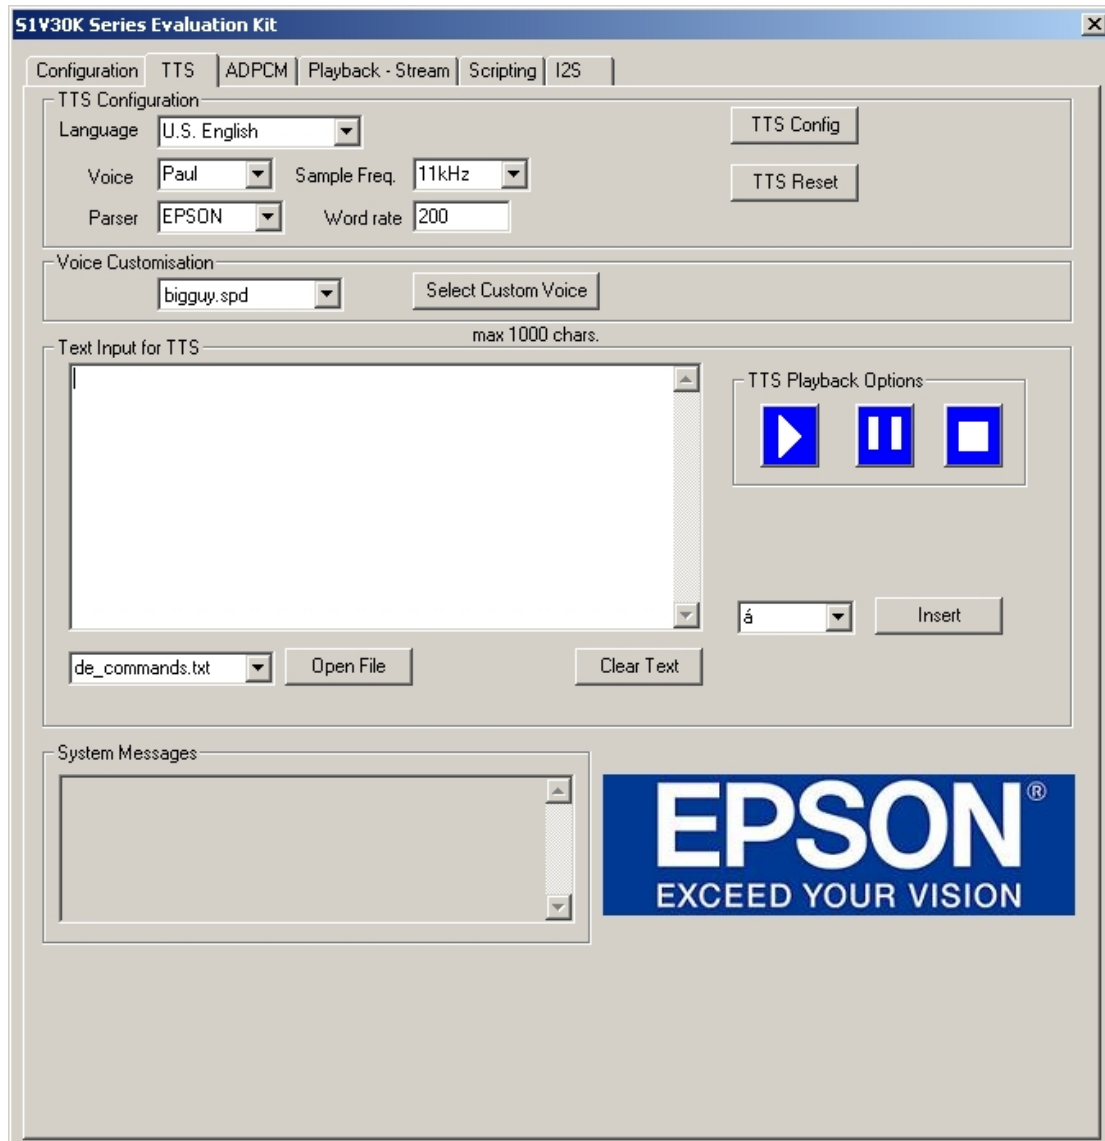 S1V30K Series Evaluation Kit
Configuration TTS ADPCM Playback - Stream Scripting I2S
TTS Configuration
Language U.S. English TTS Config
Voice Paul Sample Freq. 11kHz TTS Reset
Parser EPSON Word rate 200
Voice Customisation
bigguy.spd Select Custom Voice
max 1000 chars.
Text Input for TTS
TTS Playback Options
á Insert
de_commands.txt Open File Clear Text
System Messages
EPSON®
EXCEED YOUR VISION